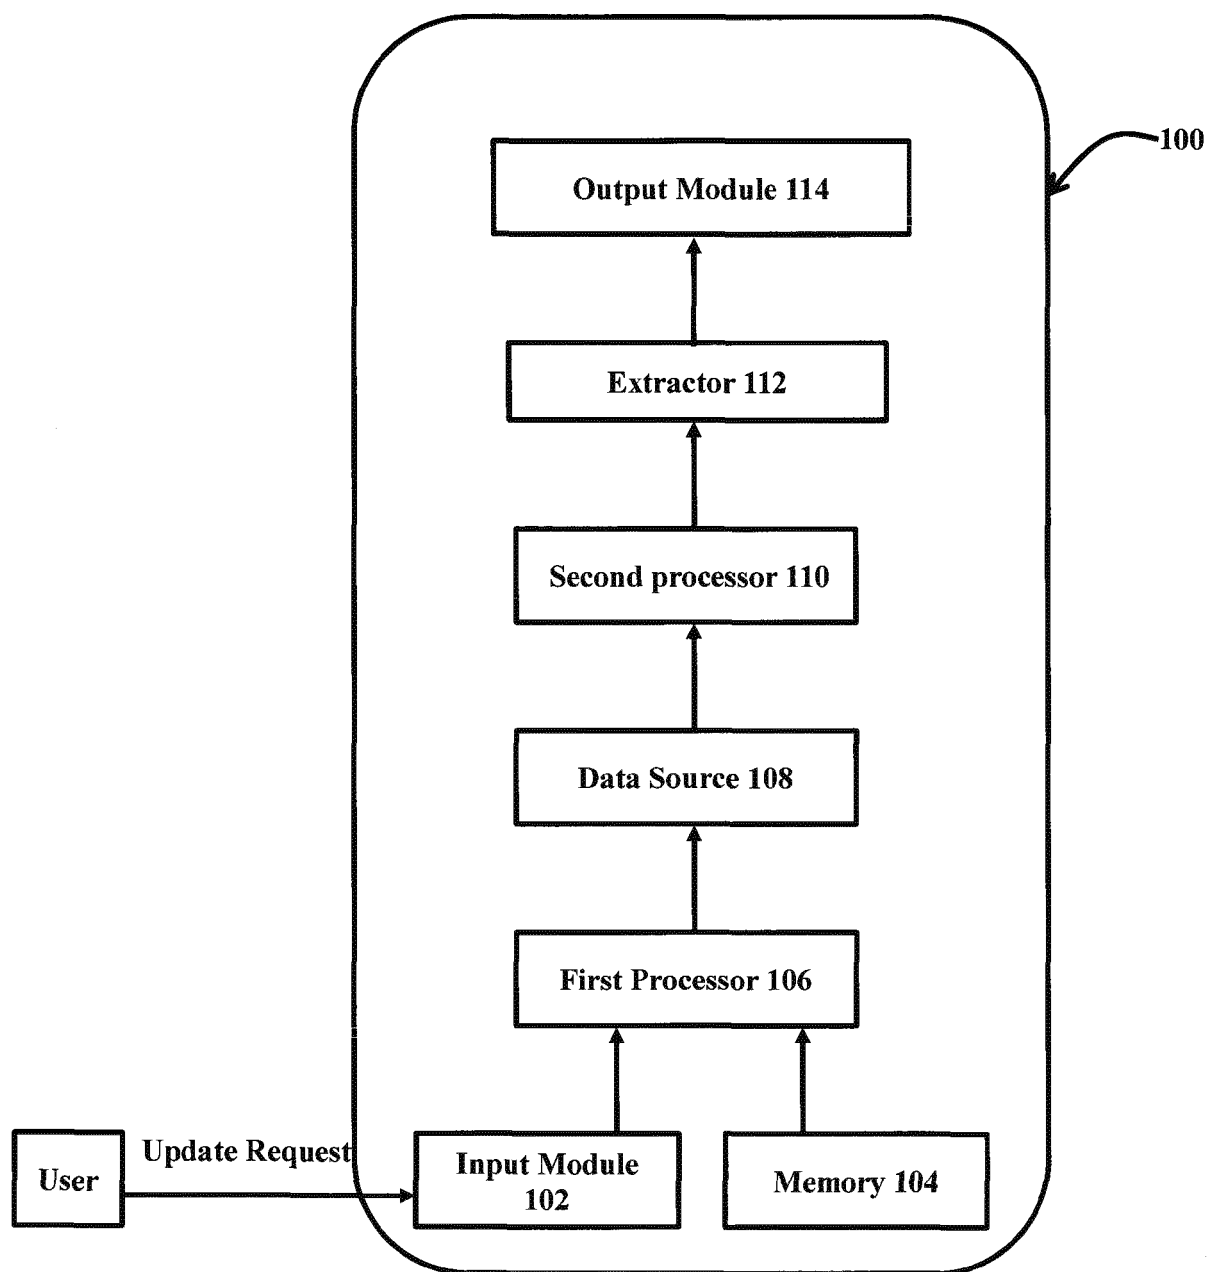 100
Output Module 114
Extractor 112
Second processor 110
Data Source 108
First Processor 106
Update Request
User
Input Module
102
Memory 104